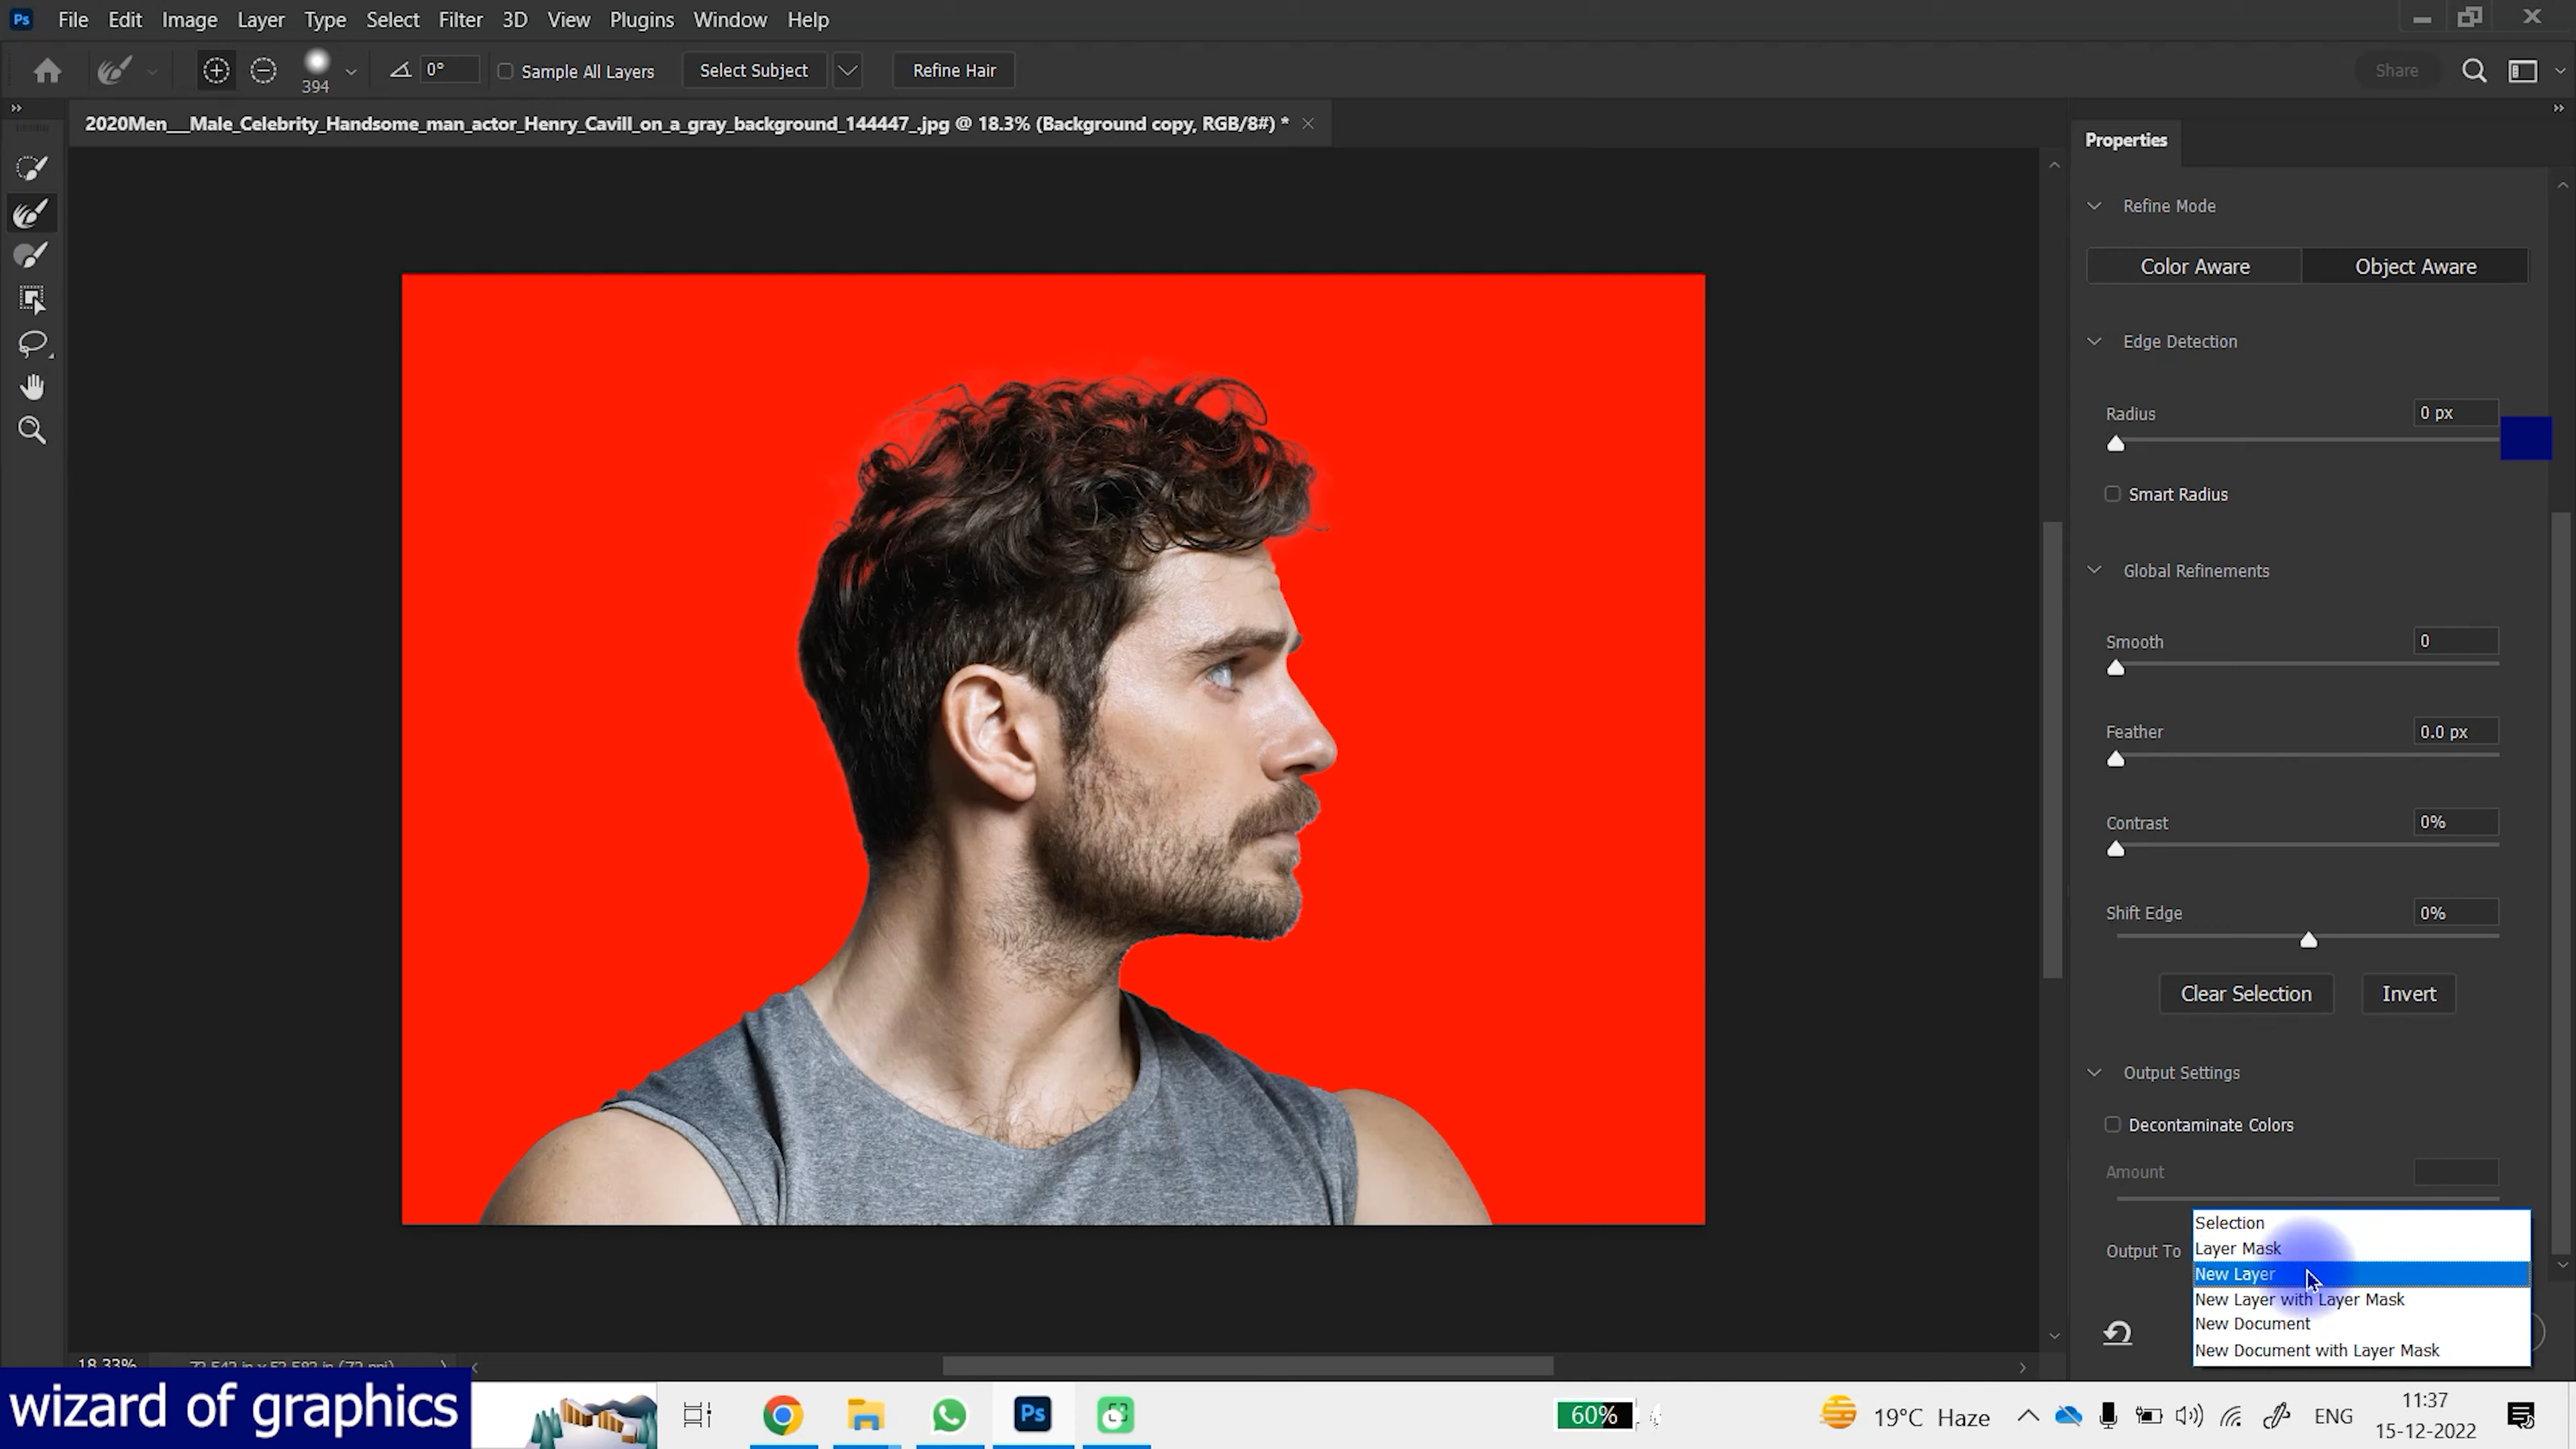 Ps File Edit Image Layer Type Select Filter 3D View Plugins Window Help
394 0° Sample All Layers Select Subject Refine Hair Share
2020Men___Male_Celebrity_Handsome_man_actor_Henry_Cavill_on_a_gray_background_144447_.jpg @ 18.3% (Background copy, RGB/8#) *
Properties
Refine Mode
Color Aware Object Aware
Edge Detection
Radius 0 px
Smart Radius
Global Refinements
Smooth 0
Feather 0.0 px
Contrast 0%
Shift Edge 0%
Clear Selection Invert
Output Settings
Decontaminate Colors
Amount
Output To
Selection
Layer Mask
New Layer
New Layer with Layer Mask
New Document
New Document with Layer Mask
18.33%
wizard of graphics
Ps
60%
19°C Haze
ENG
11:37
15-12-2022